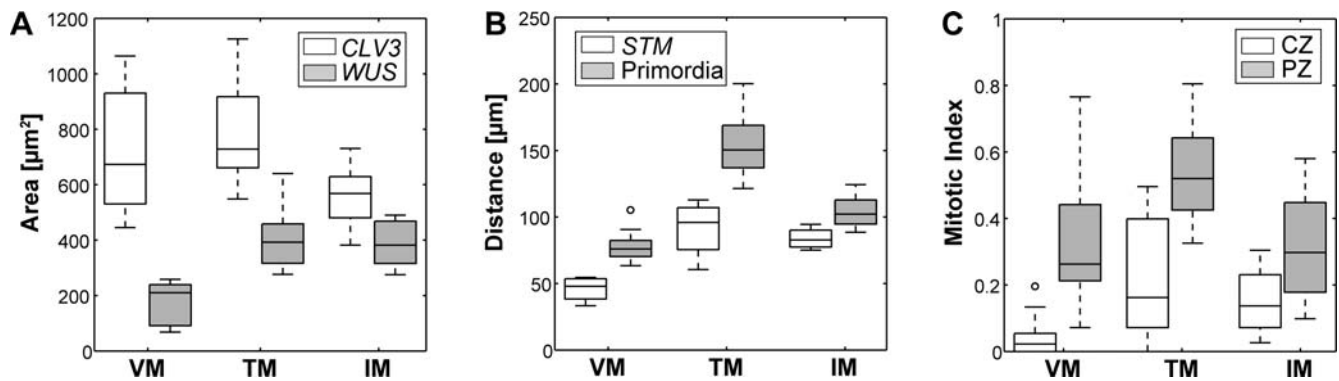 A
Area [µm²]
1200
1000
800
600
400
200
0
CLV3
WUS
VM TM IM
B
Distance [µm]
250
200
150
100
50
0
STM
Primordia
VM TM IM
C
Mitotic Index
1
0.8
0.6
0.4
0.2
0
CZ
PZ
VM TM IM